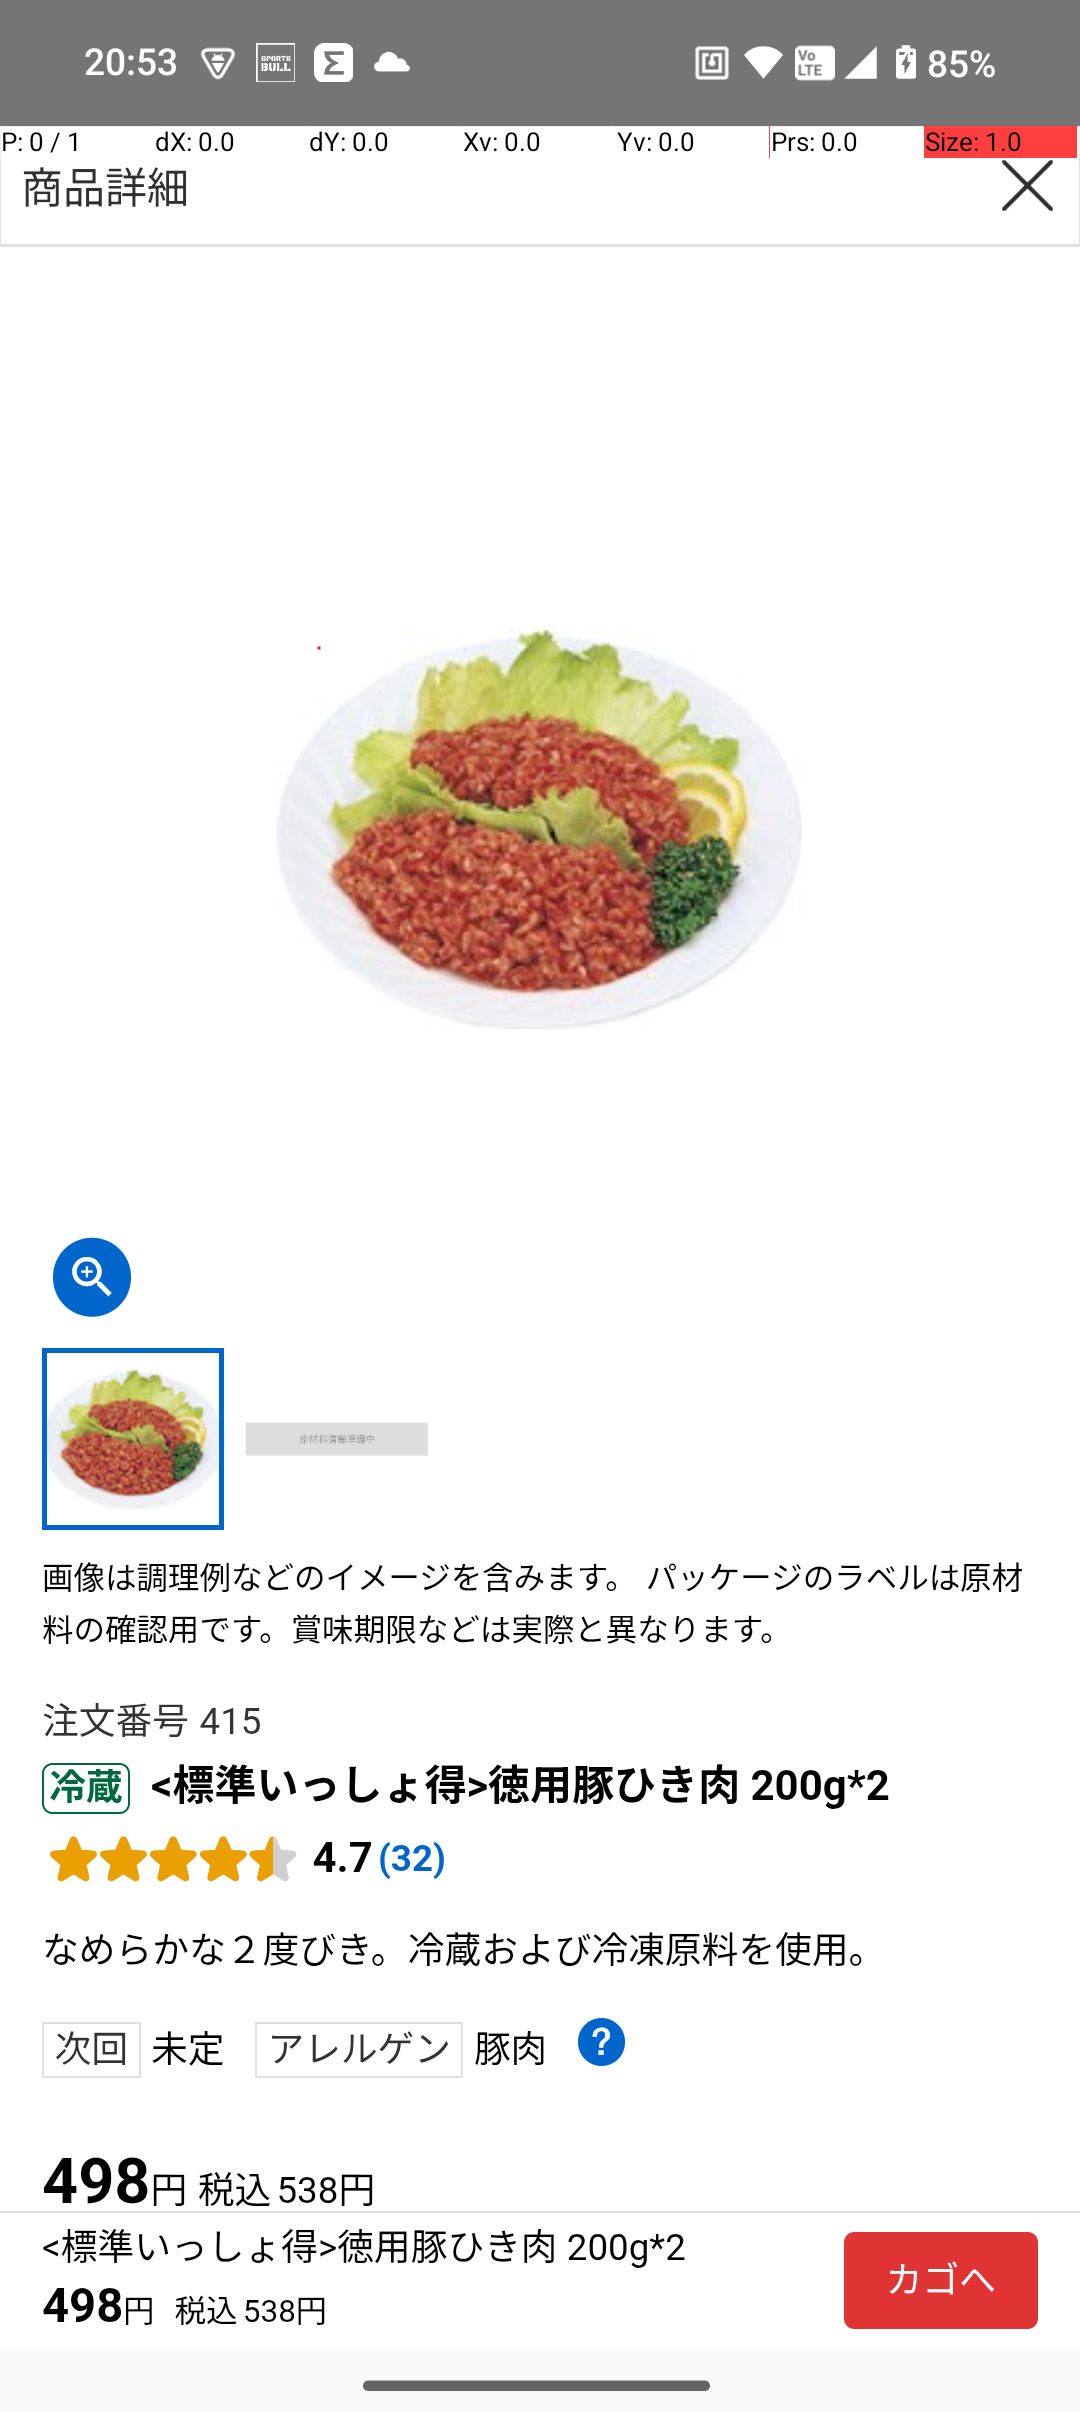 20:53
SPORTS BULL
Vo LTE
85%
P: 0 / 1 dX: 0.0 dY: 0.0 Xv: 0.0 Yv: 0.0 Prs: 0.0 Size: 1.0
商品詳細
原材料情報準備中
画像は調理例などのイメージを含みます。 パッケージのラベルは原材
料の確認用です。賞味期限などは実際と異なります。
注文番号 415
冷蔵 <標準いっしょ得>徳用豚ひき肉 200g*2
4.7 (32)
なめらかな２度びき。冷蔵および冷凍原料を使用。
次回 未定 アレルゲン 豚肉 ?
498円 税込 538円
<標準いっしょ得>徳用豚ひき肉 200g*2
498円 税込 538円
カゴへ